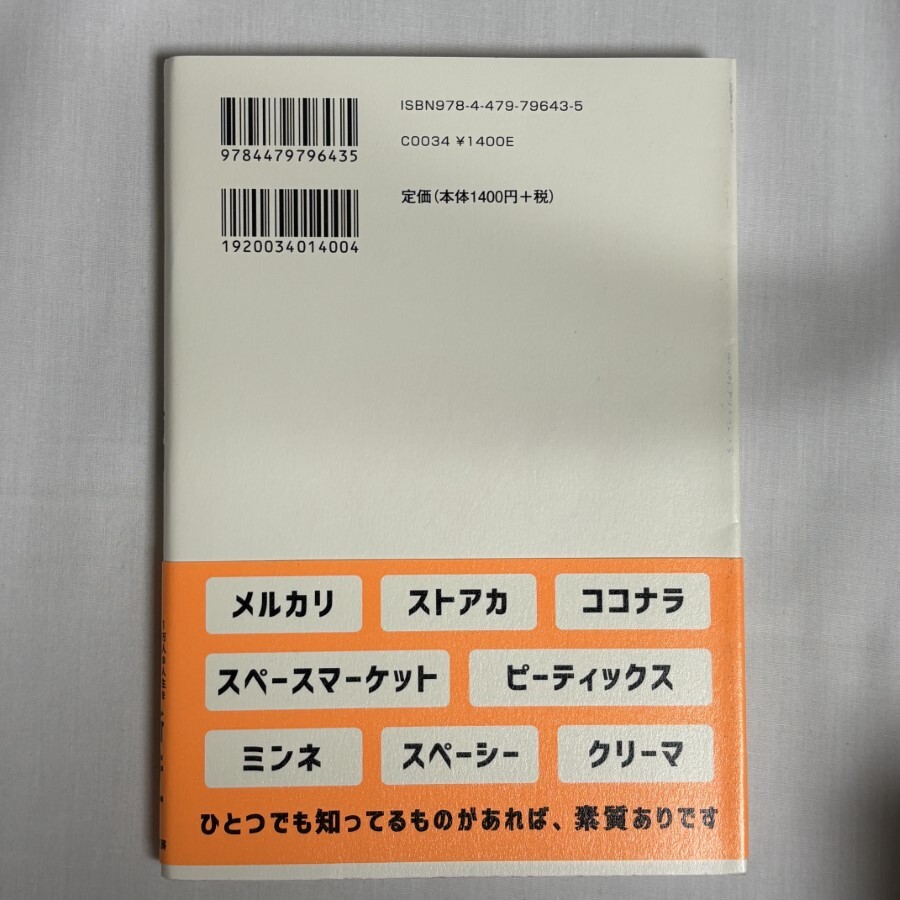 ISBN978-4-479-79643-5
9784479796435
C0034 ¥1400E
定価(本体1400円+税)
1920034014004
メルカリ
ストアカ
ココナラ
スペースマーケット
ピーティックス
ミンネ
スペーシー
クリーマ
ひとつでも知ってるものがあれば、素質ありです